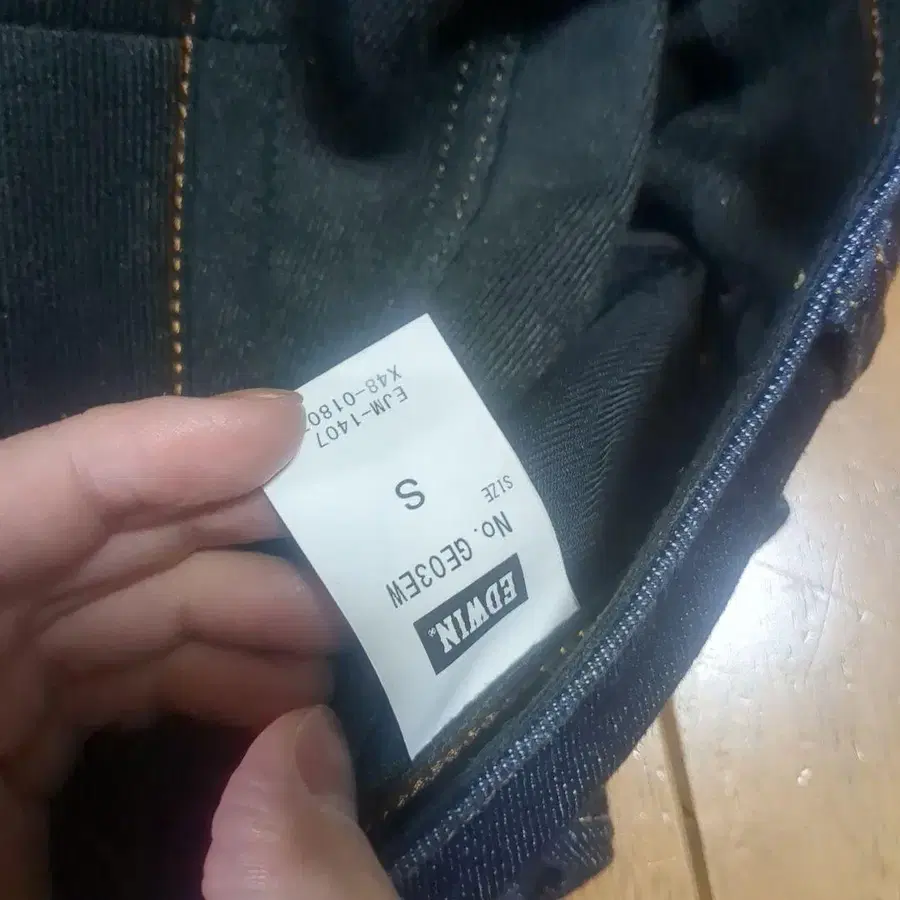 EDWIN
No. GE03EW
SIZE
S
EJM-1407
X48-0180